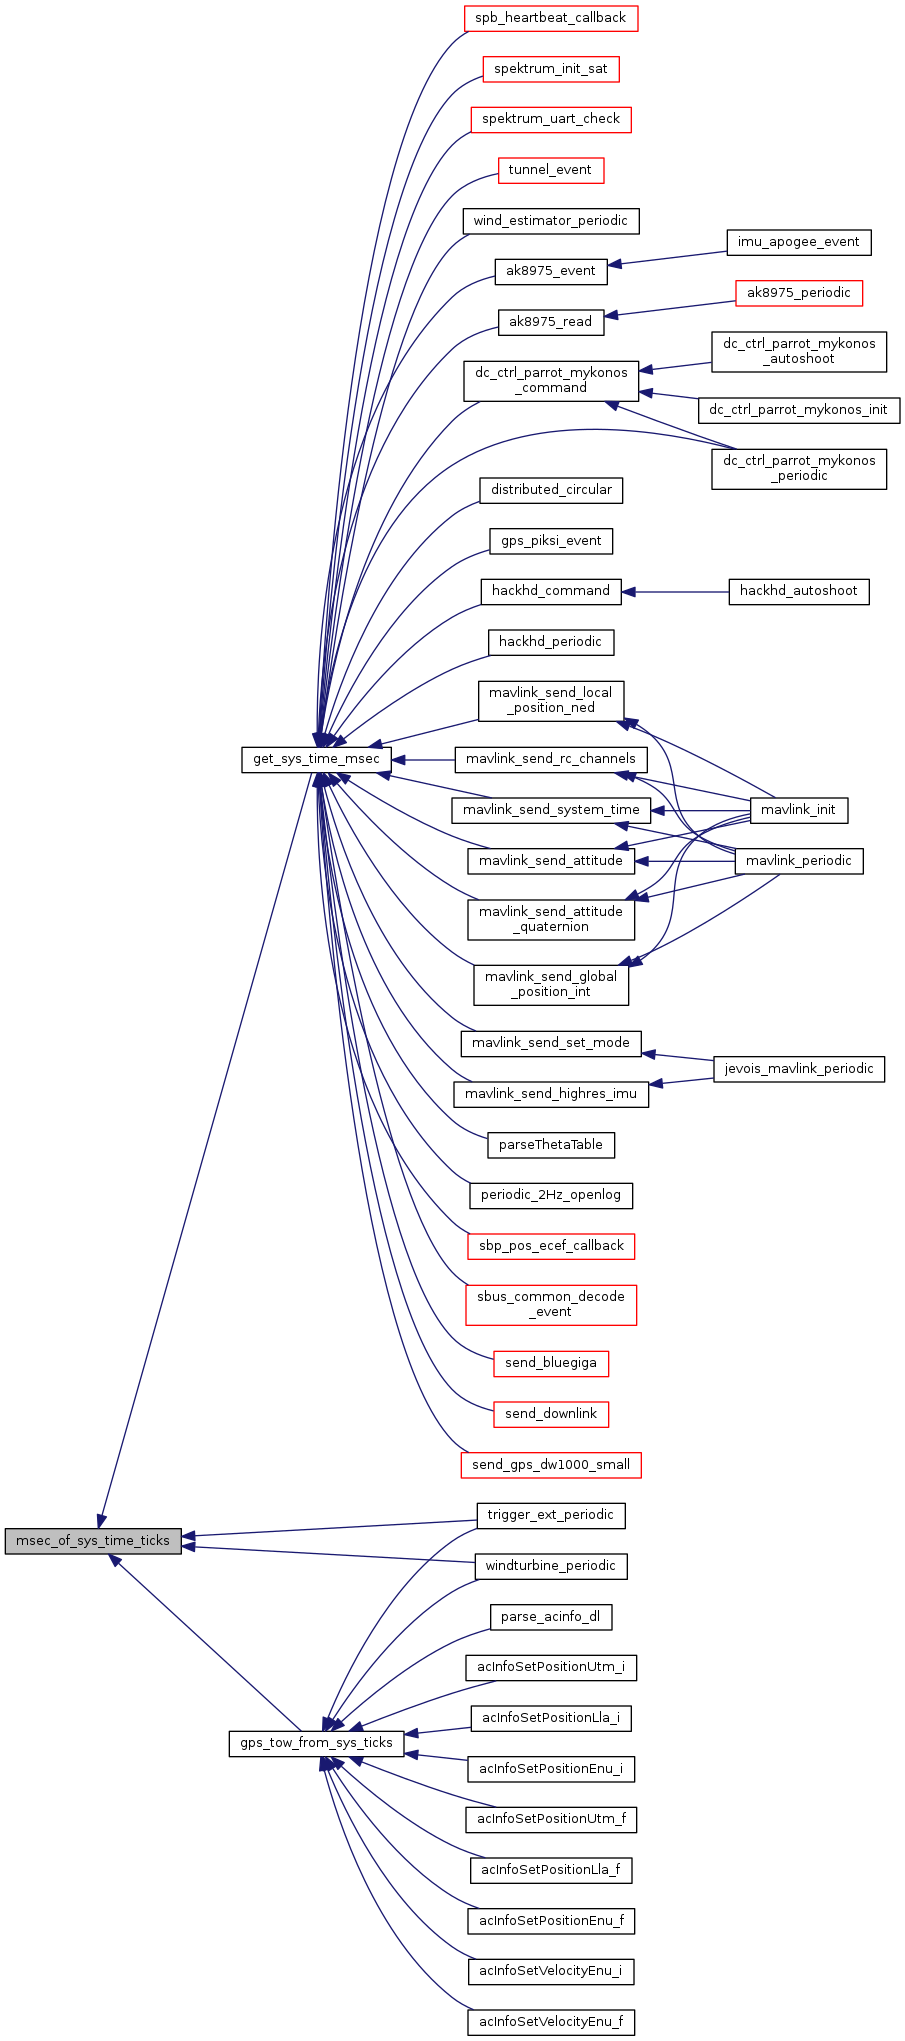 spb_heartbeat_callback
spektrum_init_sat
spektrum_uart_check
tunnel_event
wind_estimator_periodic
imu_apogee_event
ak8975_event
ak8975_periodic
ak8975_read
dc_ctrl_parrot_mykonos
_autoshoot
dc_ctrl_parrot_mykonos
_command
dc_ctrl_parrot_mykonos_init
dc_ctrl_parrot_mykonos
_periodic
distributed_circular
gps_piksi_event
hackhd_command
hackhd_autoshoot
hackhd_periodic
mavlink_send_local
_position_ned
get_sys_time_msec
mavlink_send_rc_channels
mavlink_send_system_time
mavlink_init
mavlink_send_attitude
mavlink_periodic
mavlink_send_attitude
_quaternion
mavlink_send_global
_position_int
mavlink_send_set_mode
jevois_mavlink_periodic
mavlink_send_highres_imu
parseThetaTable
periodic_2Hz_openlog
sbp_pos_ecef_callback
sbus_common_decode
_event
send_bluegiga
send_downlink
send_gps_dw1000_small
trigger_ext_periodic
msec_of_sys_time_ticks
windturbine_periodic
parse_acinfo_dl
acInfoSetPositionUtm_i
acInfoSetPositionLla_i
gps_tow_from_sys_ticks
acInfoSetPositionEnu_i
acInfoSetPositionUtm_f
acInfoSetPositionLla_f
acInfoSetPositionEnu_f
acInfoSetVelocityEnu_i
acInfoSetVelocityEnu_f